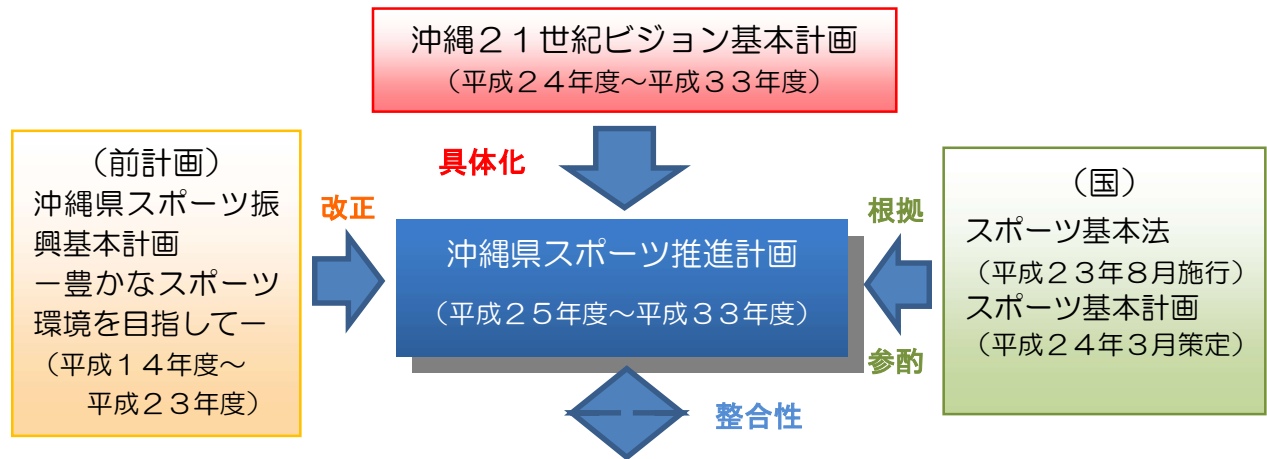 沖縄２１世紀ビジョン基本計画
（平成２４年度～平成３３年度）
具体化
（前計画）
沖縄県スポーツ振
興基本計画
－豊かなスポーツ
環境を目指して－
（平成１４年度～
平成２３年度）
改正
沖縄県スポーツ推進計画
（平成２５年度～平成３３年度）
根拠
参酌
（国）
スポーツ基本法
（平成２３年８月施行）
スポーツ基本計画
（平成２４年３月策定）
整合性